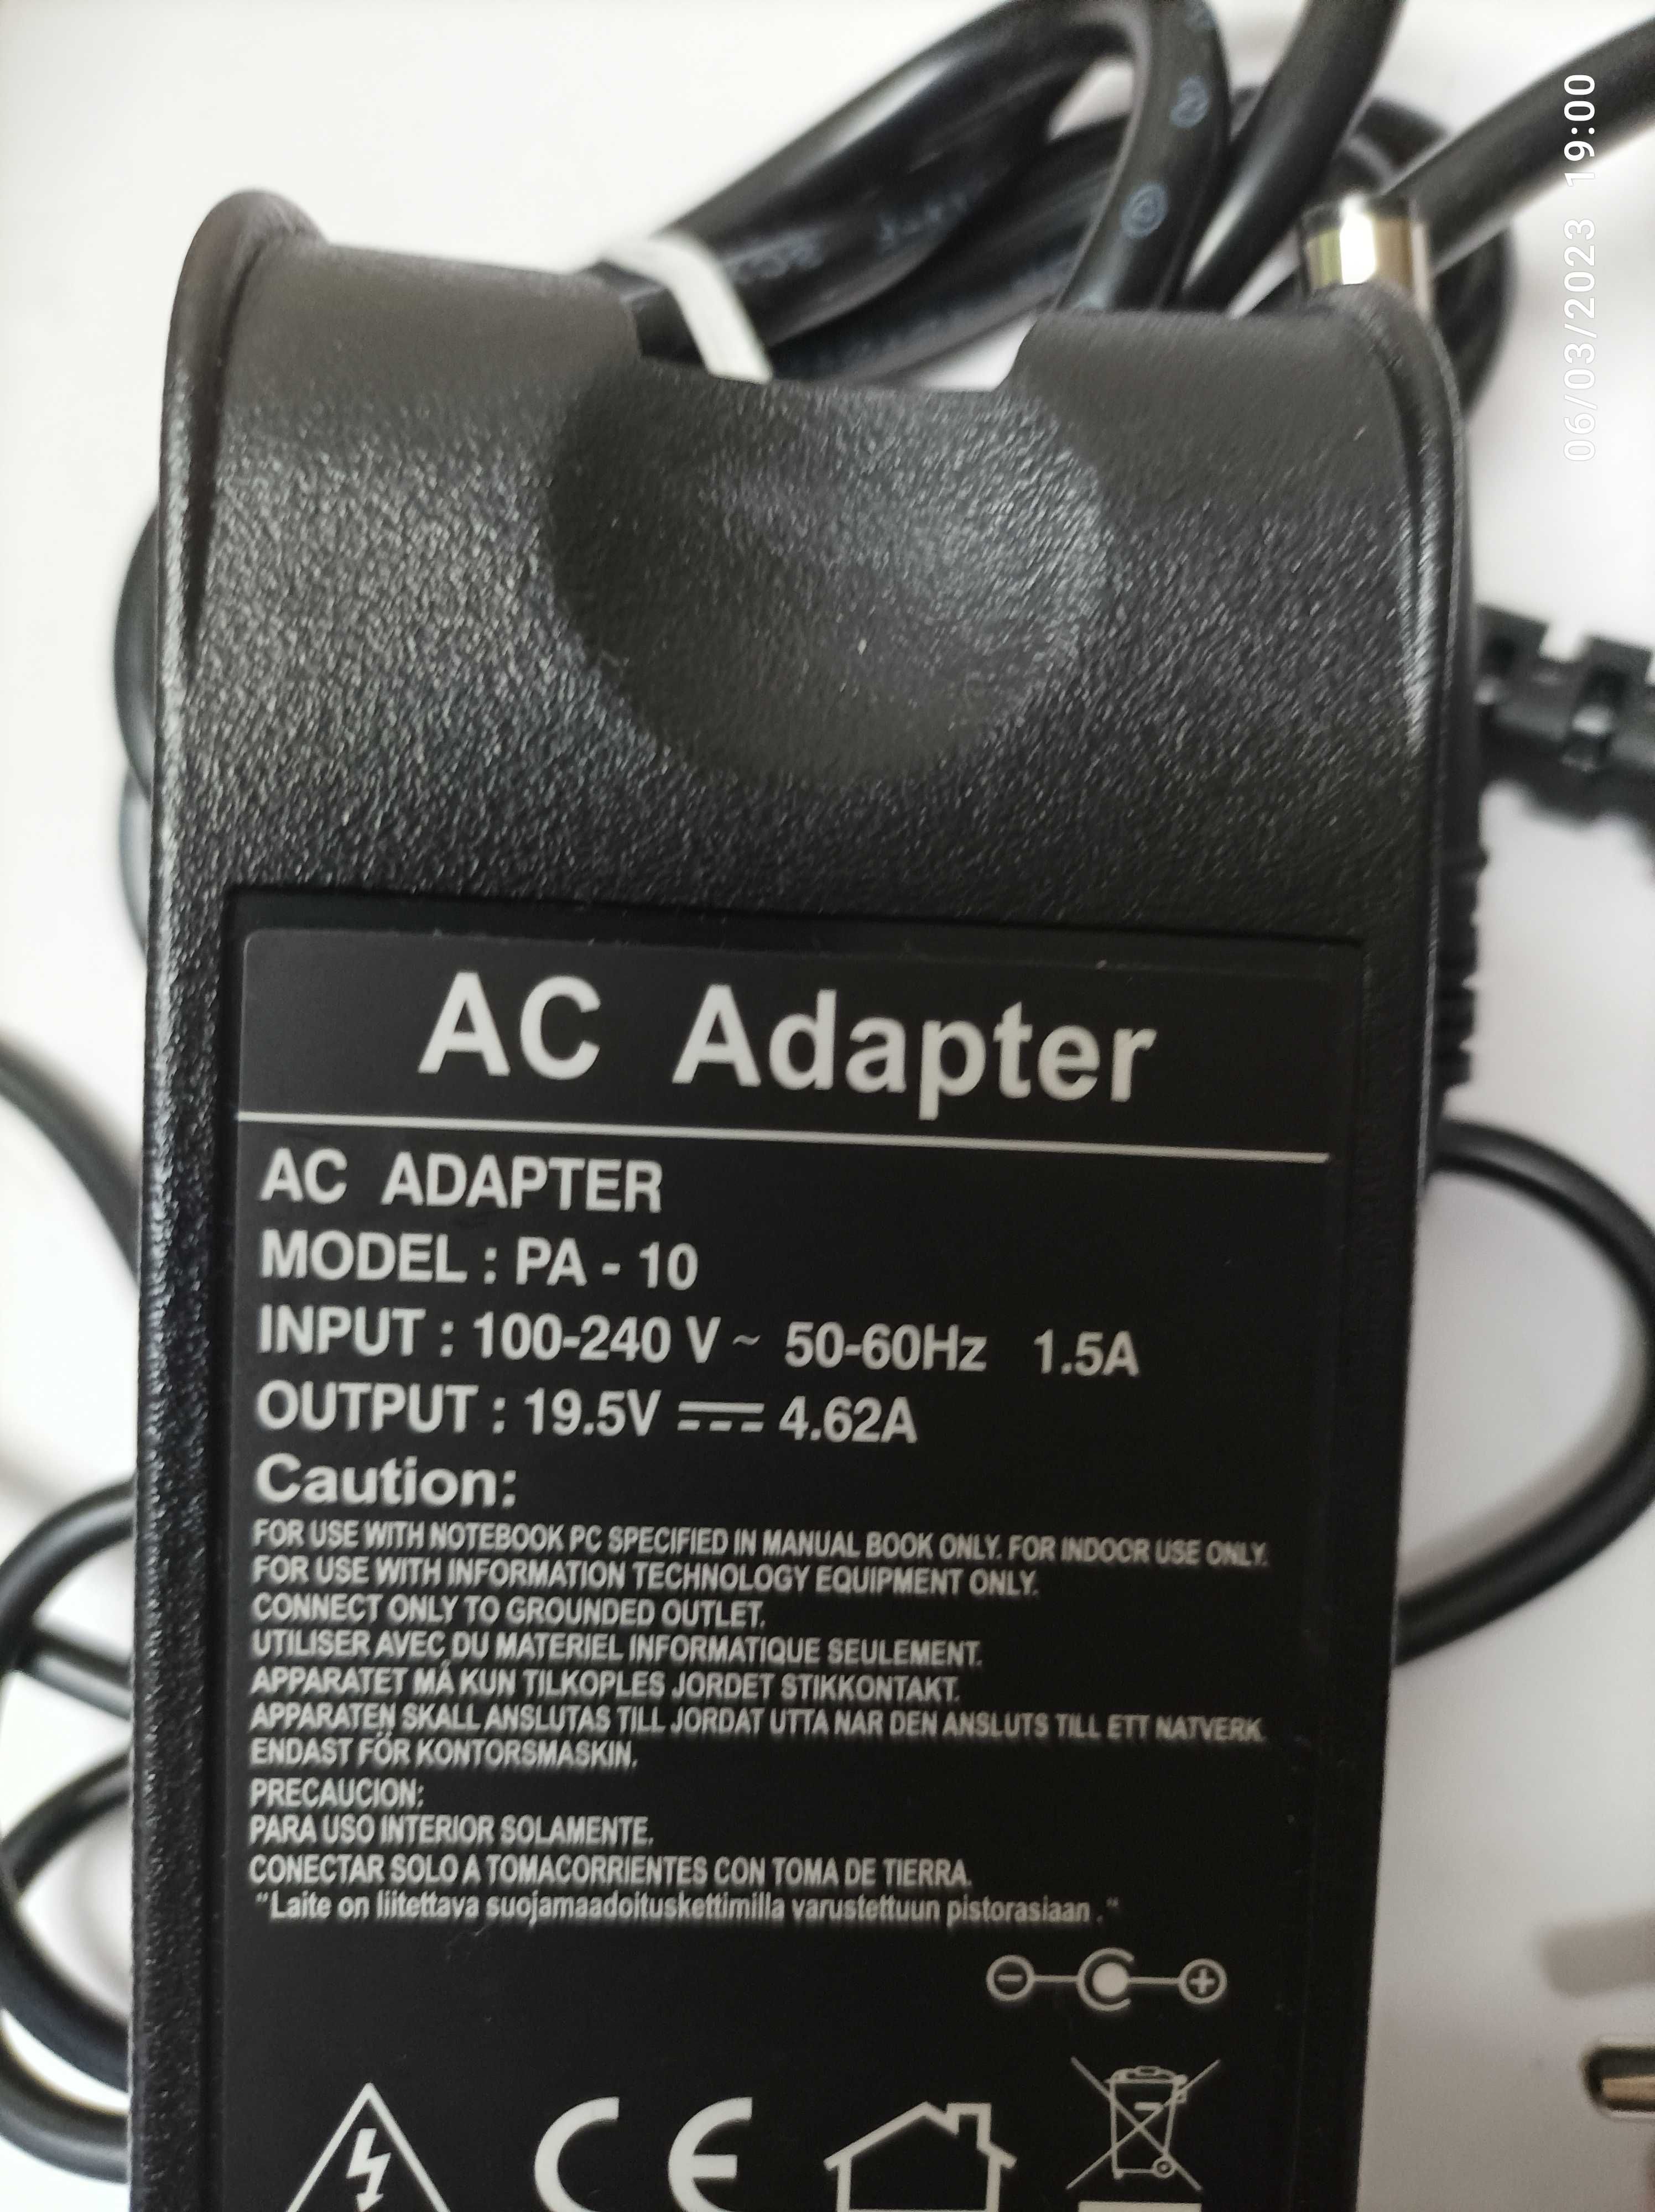 06/03/2023 19:00
AC Adapter
AC ADAPTER
MODEL : PA - 10
INPUT : 100-240 V ~ 50-60Hz 1.5A
OUTPUT : 19.5V ⎓ 4.62A
Caution:
FOR USE WITH NOTEBOOK PC SPECIFIED IN MANUAL BOOK ONLY. FOR INDOOR USE ONLY.
FOR USE WITH INFORMATION TECHNOLOGY EQUIPMENT ONLY.
CONNECT ONLY TO GROUNDED OUTLET.
UTILISER AVEC DU MATERIEL INFORMATIQUE SEULEMENT.
APPARATET MÅ KUN TILKOPLES JORDET STIKKONTAKT.
APPARATEN SKALL ANSLUTAS TILL JORDAT UTTA NAR DEN ANSLUTS TILL ETT NATVERK
ENDAST FÖR KONTORSMASKIN.
PRECAUCION:
PARA USO INTERIOR SOLAMENTE.
CONECTAR SOLO A TOMACORRIENTES CON TOMA DE TIERRA.
"Laite on liitettava suojamaadoituskettimilla varustettuun pistorasiaan ."
CE